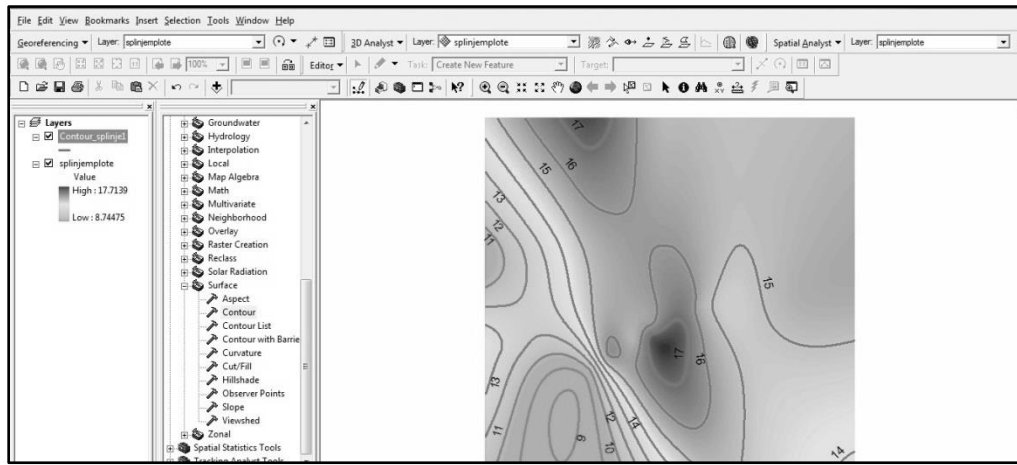 File Edit View Bookmarks Insert Selection Tools Window Help
Georeferencing Layer: splinjemplote 3D Analyst Layer: splinjemplote Spatial Analyst Layer: splinjemplote
100% Editor Task: Create New Feature Target:
Layers
Contour_splinje1
splinjemplote
Value
High : 17.7139
Low : 8.74475
Groundwater
Hydrology
Interpolation
Local
Map Algebra
Math
Multivariate
Neighborhood
Overlay
Raster Creation
Reclass
Solar Radiation
Surface
Aspect
Contour
Contour List
Contour with Barrie
Curvature
Cut/Fill
Hillshade
Observer Points
Slope
Viewshed
Zonal
Spatial Statistics Tools
Tracking Analyst Tools
17
16
15
13
12
11
15
17
16
13
14
12
11
9
10
14